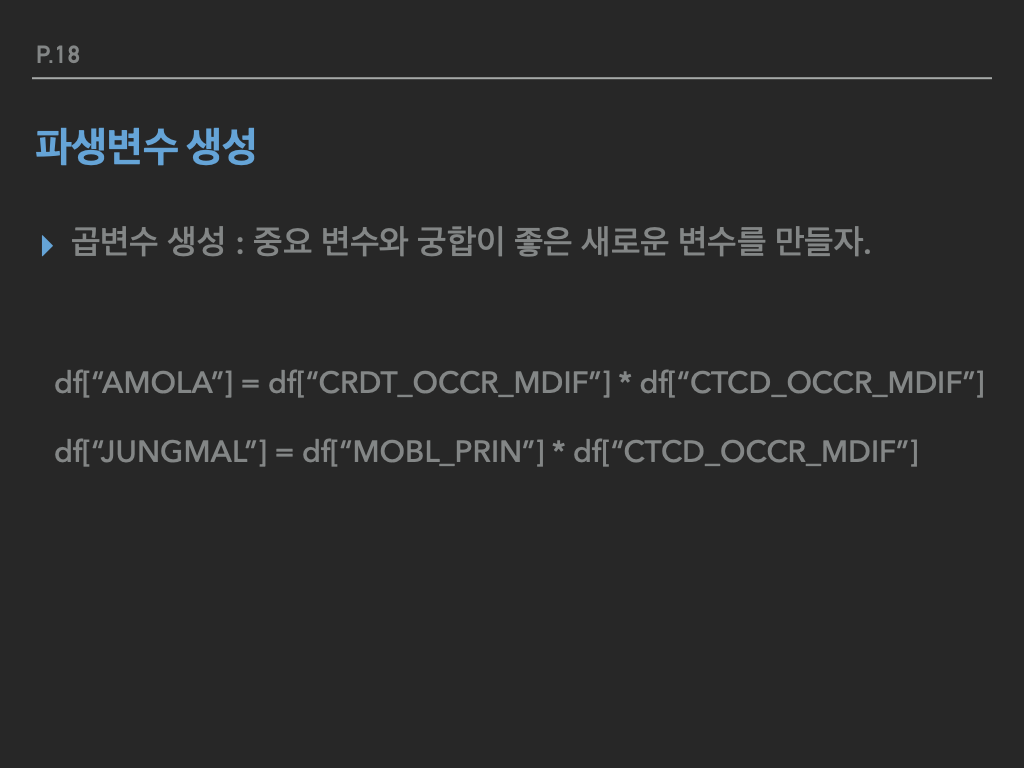 P.18
파생변수 생성
▸ 곱변수 생성 : 중요 변수와 궁합이 좋은 새로운 변수를 만들자.
df[“AMOLA”] = df[“CRDT_OCCR_MDIF”] * df[“CTCD_OCCR_MDIF”]
df[“JUNGMAL”] = df[“MOBL_PRIN”] * df[“CTCD_OCCR_MDIF”]